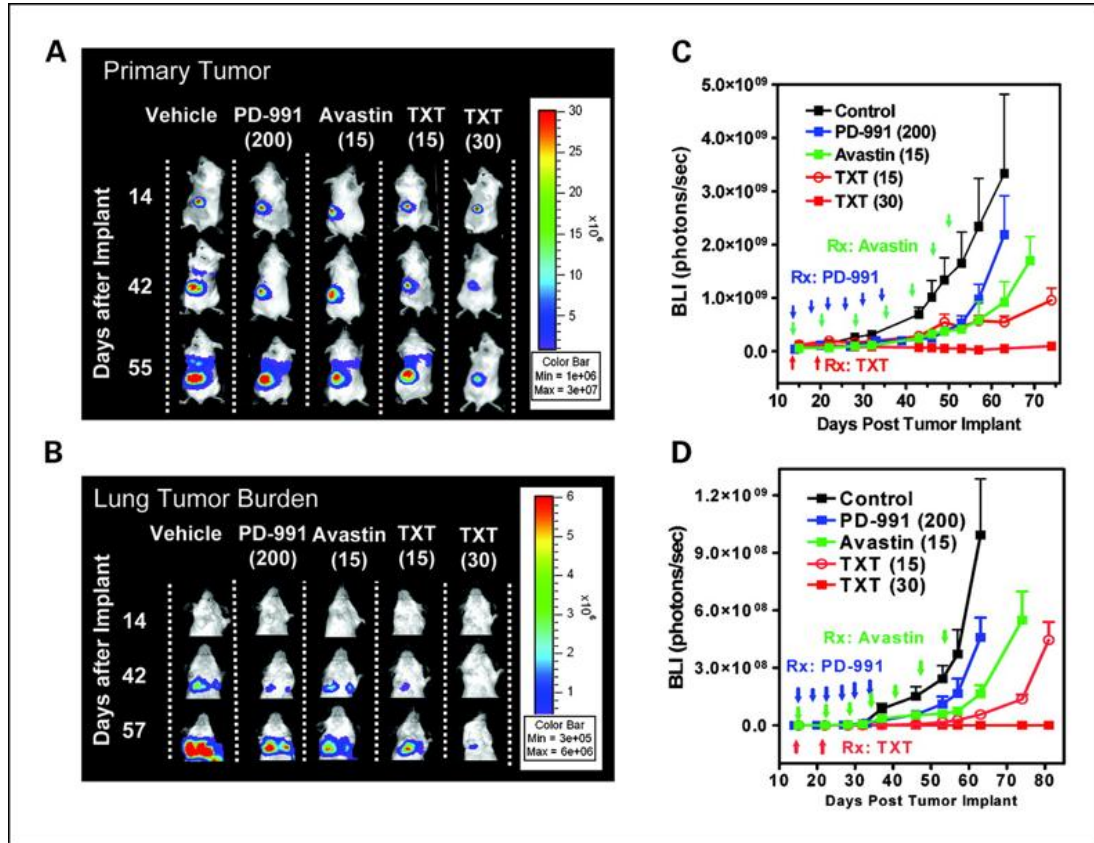 A
Primary Tumor
Vehicle PD-991 Avastin TXT TXT
(200) (15) (15) (30)
Days after Implant
14
42
55
30
25
20
15
10
5
x10⁶
Color Bar
Min = 1e+06
Max = 3e+07
B
Lung Tumor Burden
Vehicle PD-991 Avastin TXT TXT
(200) (15) (15) (30)
Days after Implant
14
42
57
6
5
4
3
2
1
x10⁶
Color Bar
Min = 3e+05
Max = 6e+06
C
BLI (photons/sec)
5.0×10⁰⁹
4.0×10⁰⁹
3.0×10⁰⁹
2.0×10⁰⁹
1.0×10⁰⁹
0.0
Control
PD-991 (200)
Avastin (15)
TXT (15)
TXT (30)
Rx: Avastin
Rx: PD-991
Rx: TXT
10 20 30 40 50 60 70
Days Post Tumor Implant
D
BLI (photons/sec)
1.2×10⁰⁹
9.0×10⁰⁸
6.0×10⁰⁸
3.0×10⁰⁸
0.0
Control
PD-991 (200)
Avastin (15)
TXT (15)
TXT (30)
Rx: Avastin
Rx: PD-991
Rx: TXT
10 20 30 40 50 60 70 80
Days Post Tumor Implant